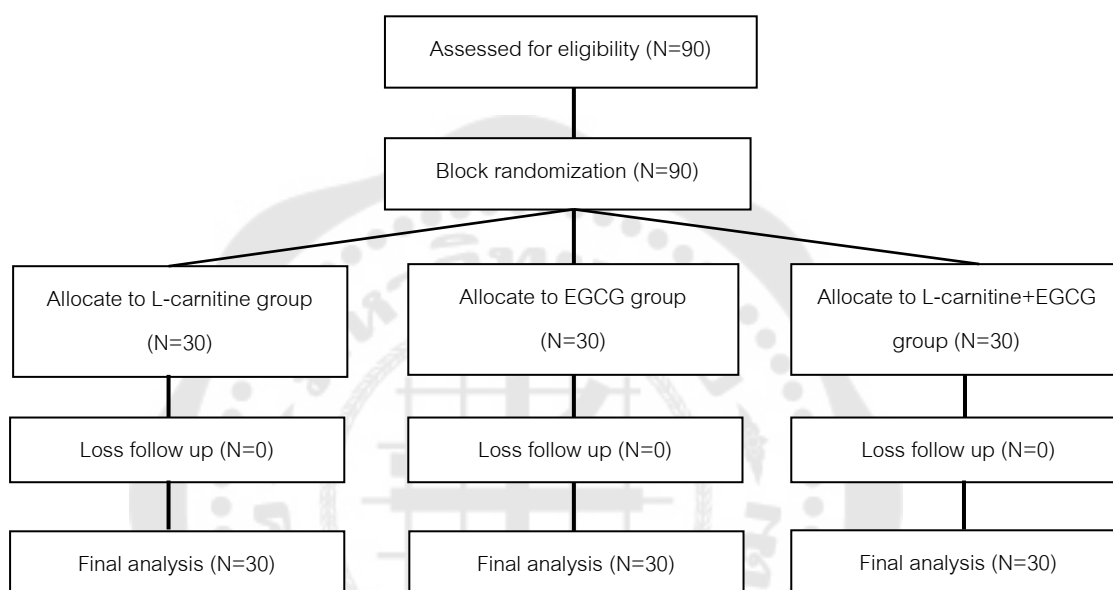 Assessed for eligibility (N=90)
Block randomization (N=90)
Allocate to L-carnitine group
(N=30)
Allocate to EGCG group
(N=30)
Allocate to L-carnitine+EGCG
group (N=30)
Loss follow up (N=0)
Loss follow up (N=0)
Loss follow up (N=0)
Final analysis (N=30)
Final analysis (N=30)
Final analysis (N=30)